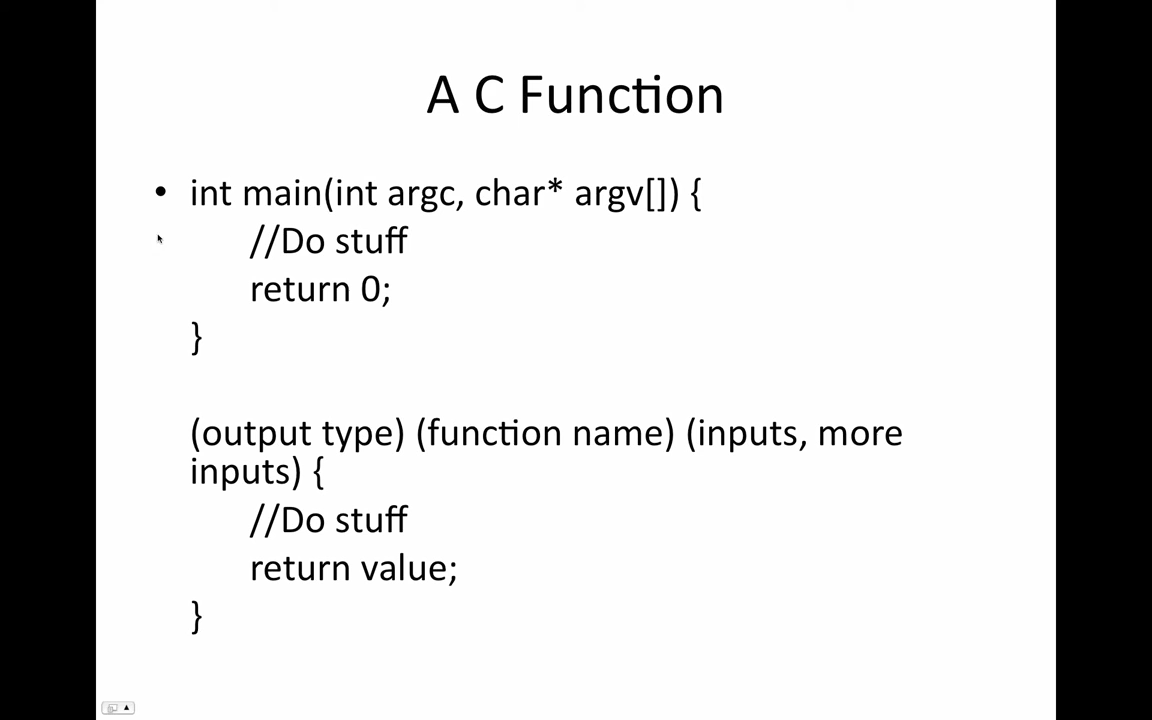 A C Function
• int main(int argc, char* argv[]) {
//Do stuff
return 0;
}
(output type) (function name) (inputs, more
inputs) {
//Do stuff
return value;
}